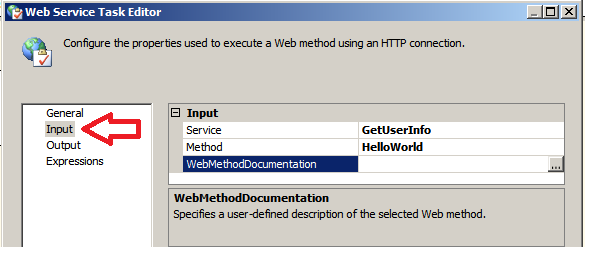 Web Service Task Editor
Configure the properties used to execute a Web method using an HTTP connection.
General
Input
Output
Expressions
Input
Service GetUserInfo
Method HelloWorld
WebMethodDocumentation ...
WebMethodDocumentation
Specifies a user-defined description of the selected Web method.